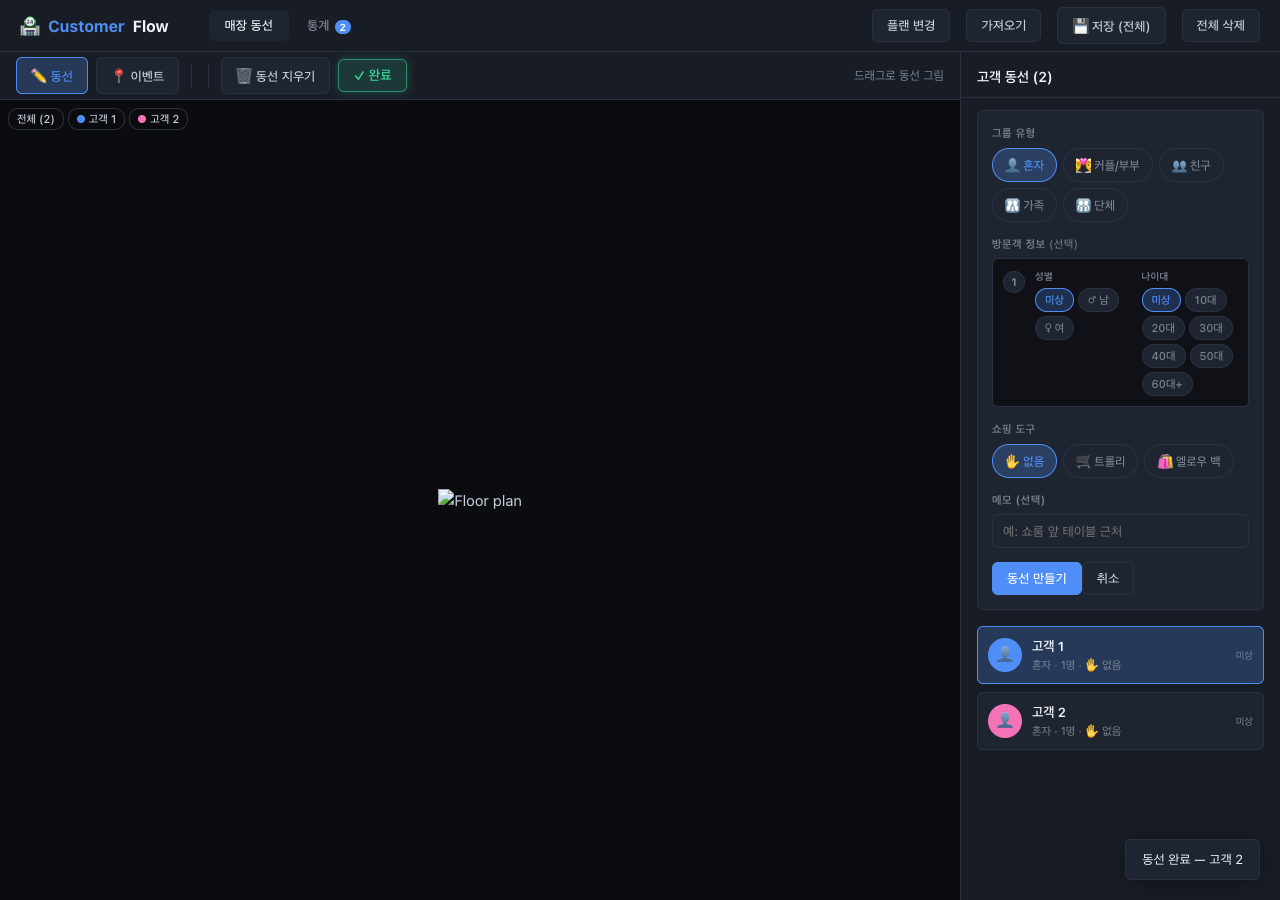 Customer Flow
매장 동선
통계 2
플랜 변경
가져오기
저장 (전체)
전체 삭제
동선
이벤트
동선 지우기
✓ 완료
드래그로 동선 그림
전체 (2)
고객 1
고객 2
Floor plan
고객 동선 (2)
그룹 유형
혼자
커플/부부
친구
가족
단체
방문객 정보 (선택)
1
성별
미상
♂ 남
♀ 여
나이대
미상
10대
20대
30대
40대
50대
60대+
쇼핑 도구
없음
트롤리
옐로우 백
메모 (선택)
예: 쇼룸 앞 테이블 근처
동선 만들기
취소
고객 1
혼자 · 1명 · 없음
미상
고객 2
혼자 · 1명 · 없음
미상
동선 완료 — 고객 2